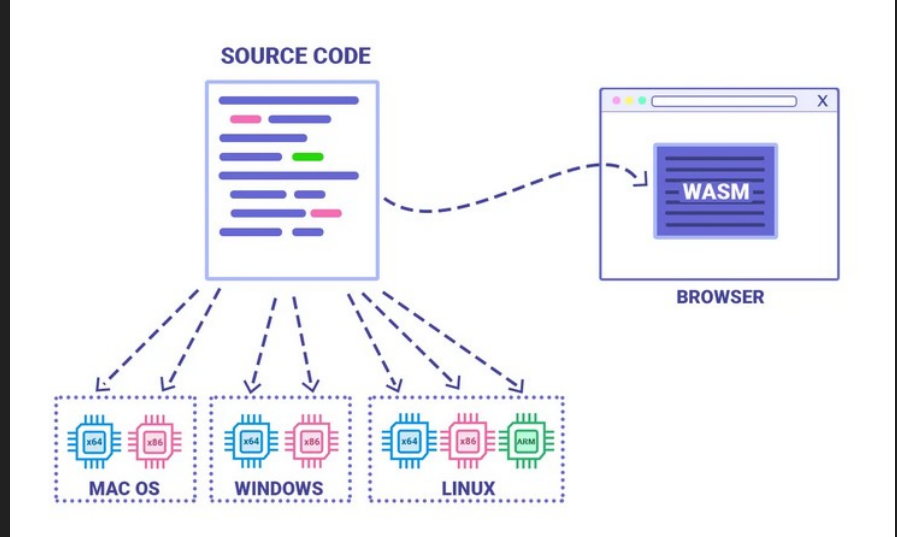 SOURCE CODE
X
WASM
BROWSER
x64 x86 x64 x86 x64 x86 ARM
MAC OS WINDOWS LINUX